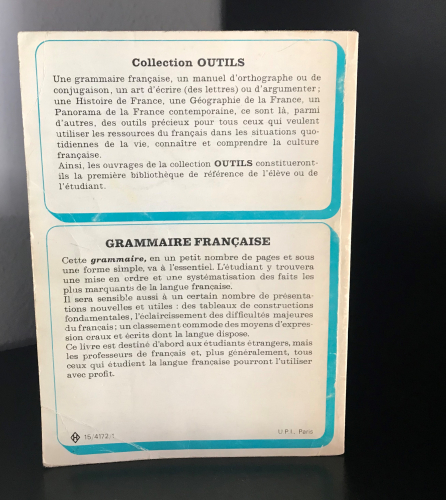 Collection OUTILS
Une grammaire française, un manuel d'orthographe ou de
conjugaison, un art d'écrire (des lettres) ou d'argumenter;
une Histoire de France, une Géographie de la France, un
Panorama de la France contemporaine, ce sont là, parmi
d'autres, des outils précieux pour tous ceux qui veulent
utiliser les ressources du français dans les situations quo-
tidiennes de la vie, connaître et comprendre la culture
française.
Ainsi, les ouvrages de la collection OUTILS constitueront-
ils la première bibliothèque de référence de l'élève ou de
l'étudiant.
GRAMMAIRE FRANÇAISE
Cette grammaire, en un petit nombre de pages et sous
une forme simple, va à l'essentiel. L'étudiant y trouvera
une mise en ordre et une systématisation des faits les
plus marquants de la langue française.
Il sera sensible aussi à un certain nombre de présenta-
tions nouvelles et utiles : des tableaux de constructions
fondamentales, l'éclaircissement des difficultés majeures
du français; un classement commode des moyens d'expres-
sion oraux et écrits dont la langue dispose.
Ce livre est destiné d'abord aux étudiants étrangers, mais
les professeurs de francais et, plus généralement, tous
ceux qui étudient la langue française pourront l'utiliser
avec profit.
H 15/4172/1 U.P.I., Paris